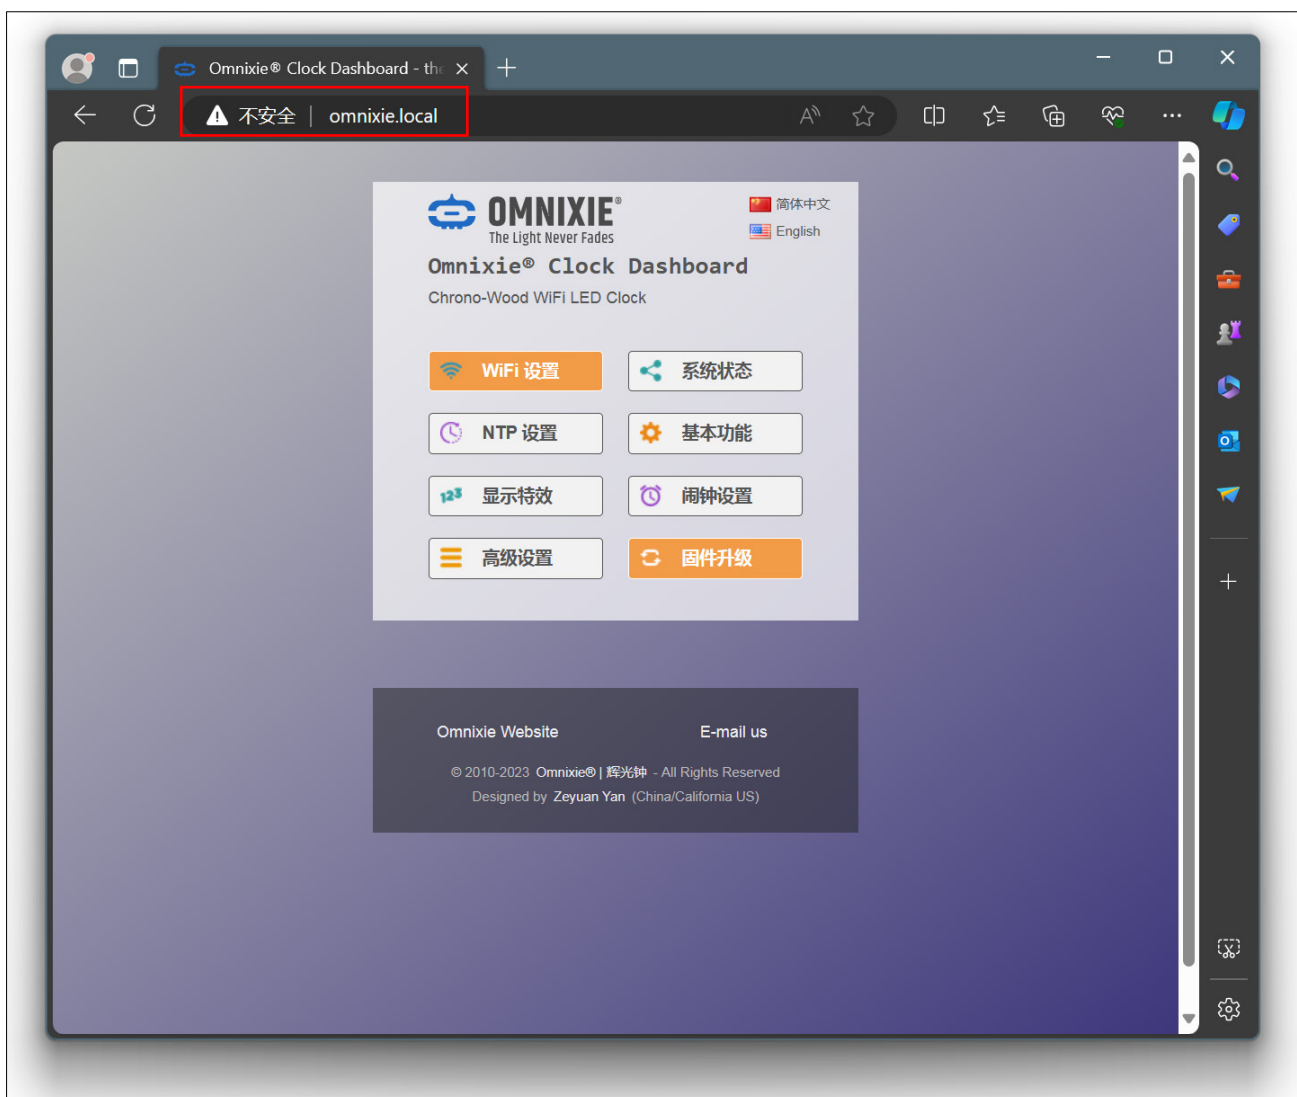 Omnixie® Clock Dashboard - the
不安全 | omnixie.local
OMNIXIE®
The Light Never Fades
简体中文
English
Omnixie® Clock Dashboard
Chrono-Wood WiFi LED Clock
WiFi 设置
系统状态
NTP 设置
基本功能
显示特效
闹钟设置
高级设置
固件升级
Omnixie Website
E-mail us
© 2010-2023 Omnixie® | 辉光钟 - All Rights Reserved
Designed by Zeyuan Yan (China/California US)